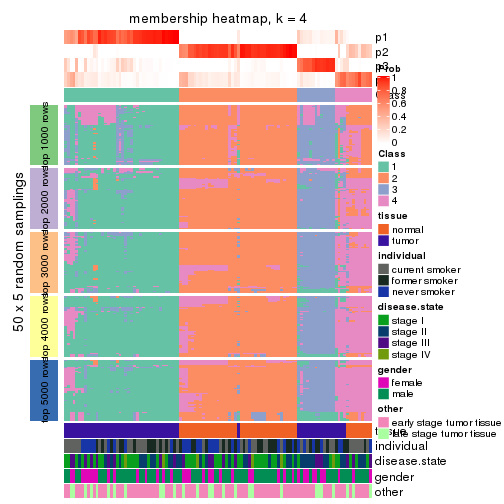 membership heatmap, k = 4
p1
p2
p3
Prob
1
0.8
0.6
0.4
0.2
0
Class
1
2
3
4
tissue
normal
tumor
individual
current smoker
former smoker
never smoker
disease.state
stage I
stage II
stage III
stage IV
gender
female
male
other
early stage tumor tissue
late stage tumor tissue
50 x 5 random samplings
top 1000 rows
top 2000 rows
top 3000 rows
top 4000 rows
top 5000 rows
individual
disease.state
gender
other